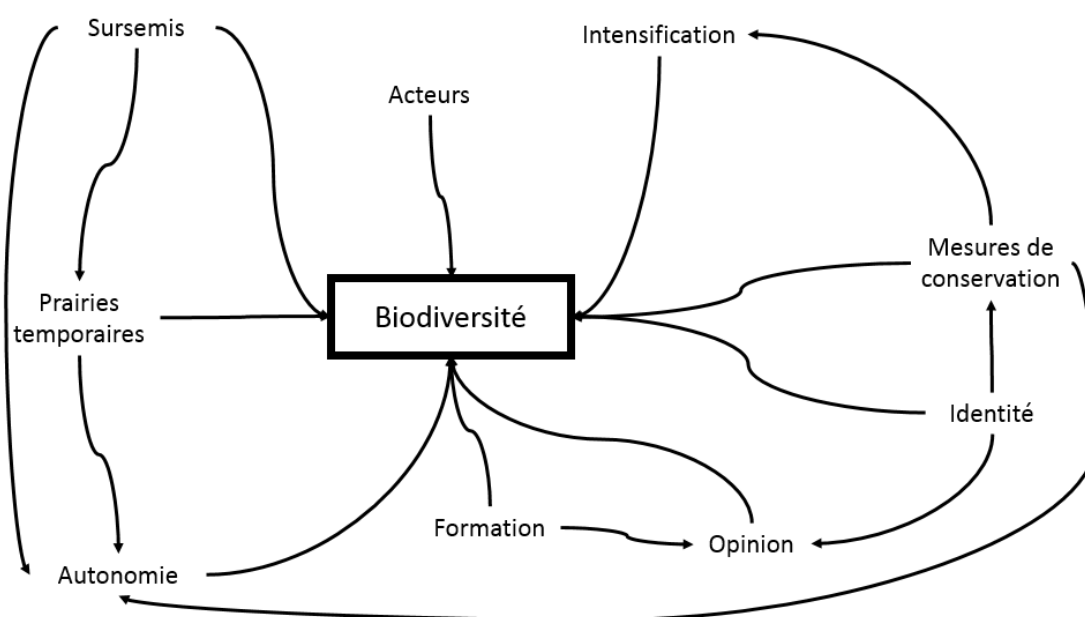 Sursemis
Intensification
Acteurs
Mesures de
conservation
Prairies
temporaires
Biodiversité
Identité
Formation
Opinion
Autonomie